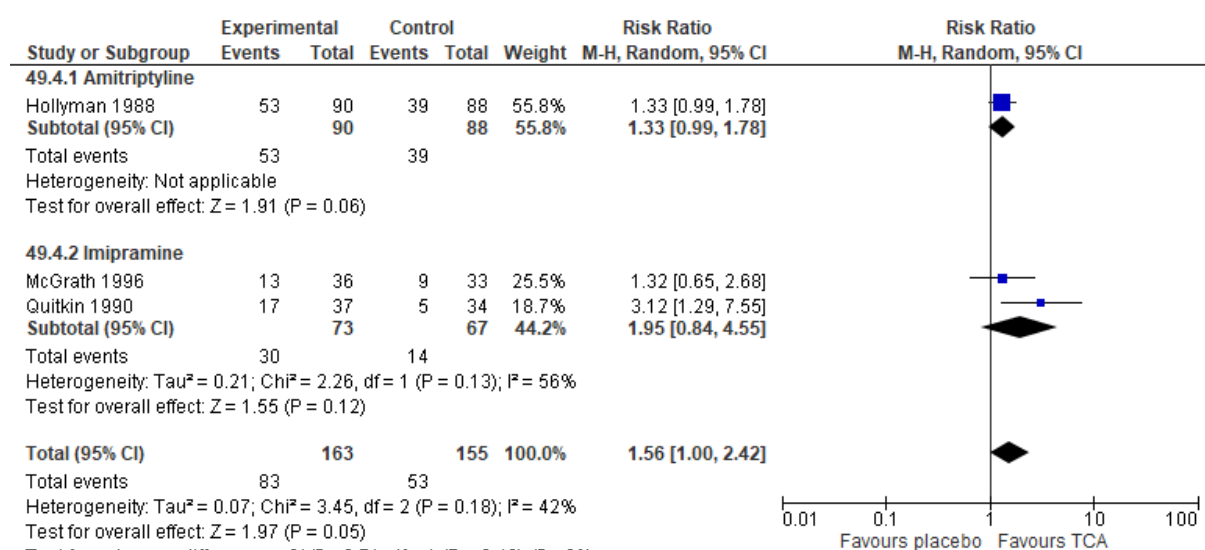 Experimental Control Risk Ratio Risk Ratio
Study or Subgroup Events Total Events Total Weight M-H, Random, 95% CI M-H, Random, 95% CI
49.4.1 Amitriptyline
Hollyman 1988 53 90 39 88 55.8% 1.33 [0.99, 1.78]
Subtotal (95% CI) 90 88 55.8% 1.33 [0.99, 1.78]
Total events 53 39
Heterogeneity: Not applicable
Test for overall effect: Z = 1.91 (P = 0.06)
49.4.2 Imipramine
McGrath 1996 13 36 9 33 25.5% 1.32 [0.65, 2.68]
Quitkin 1990 17 37 5 34 18.7% 3.12 [1.29, 7.55]
Subtotal (95% CI) 73 67 44.2% 1.95 [0.84, 4.55]
Total events 30 14
Heterogeneity: Tau² = 0.21; Chi² = 2.26, df = 1 (P = 0.13); I² = 56%
Test for overall effect: Z = 1.55 (P = 0.12)
Total (95% CI) 163 155 100.0% 1.56 [1.00, 2.42]
Total events 83 53
Heterogeneity: Tau² = 0.07; Chi² = 3.45, df = 2 (P = 0.18); I² = 42%
Test for overall effect: Z = 1.97 (P = 0.05)
0.01 0.1 1 10 100
Favours placebo Favours TCA